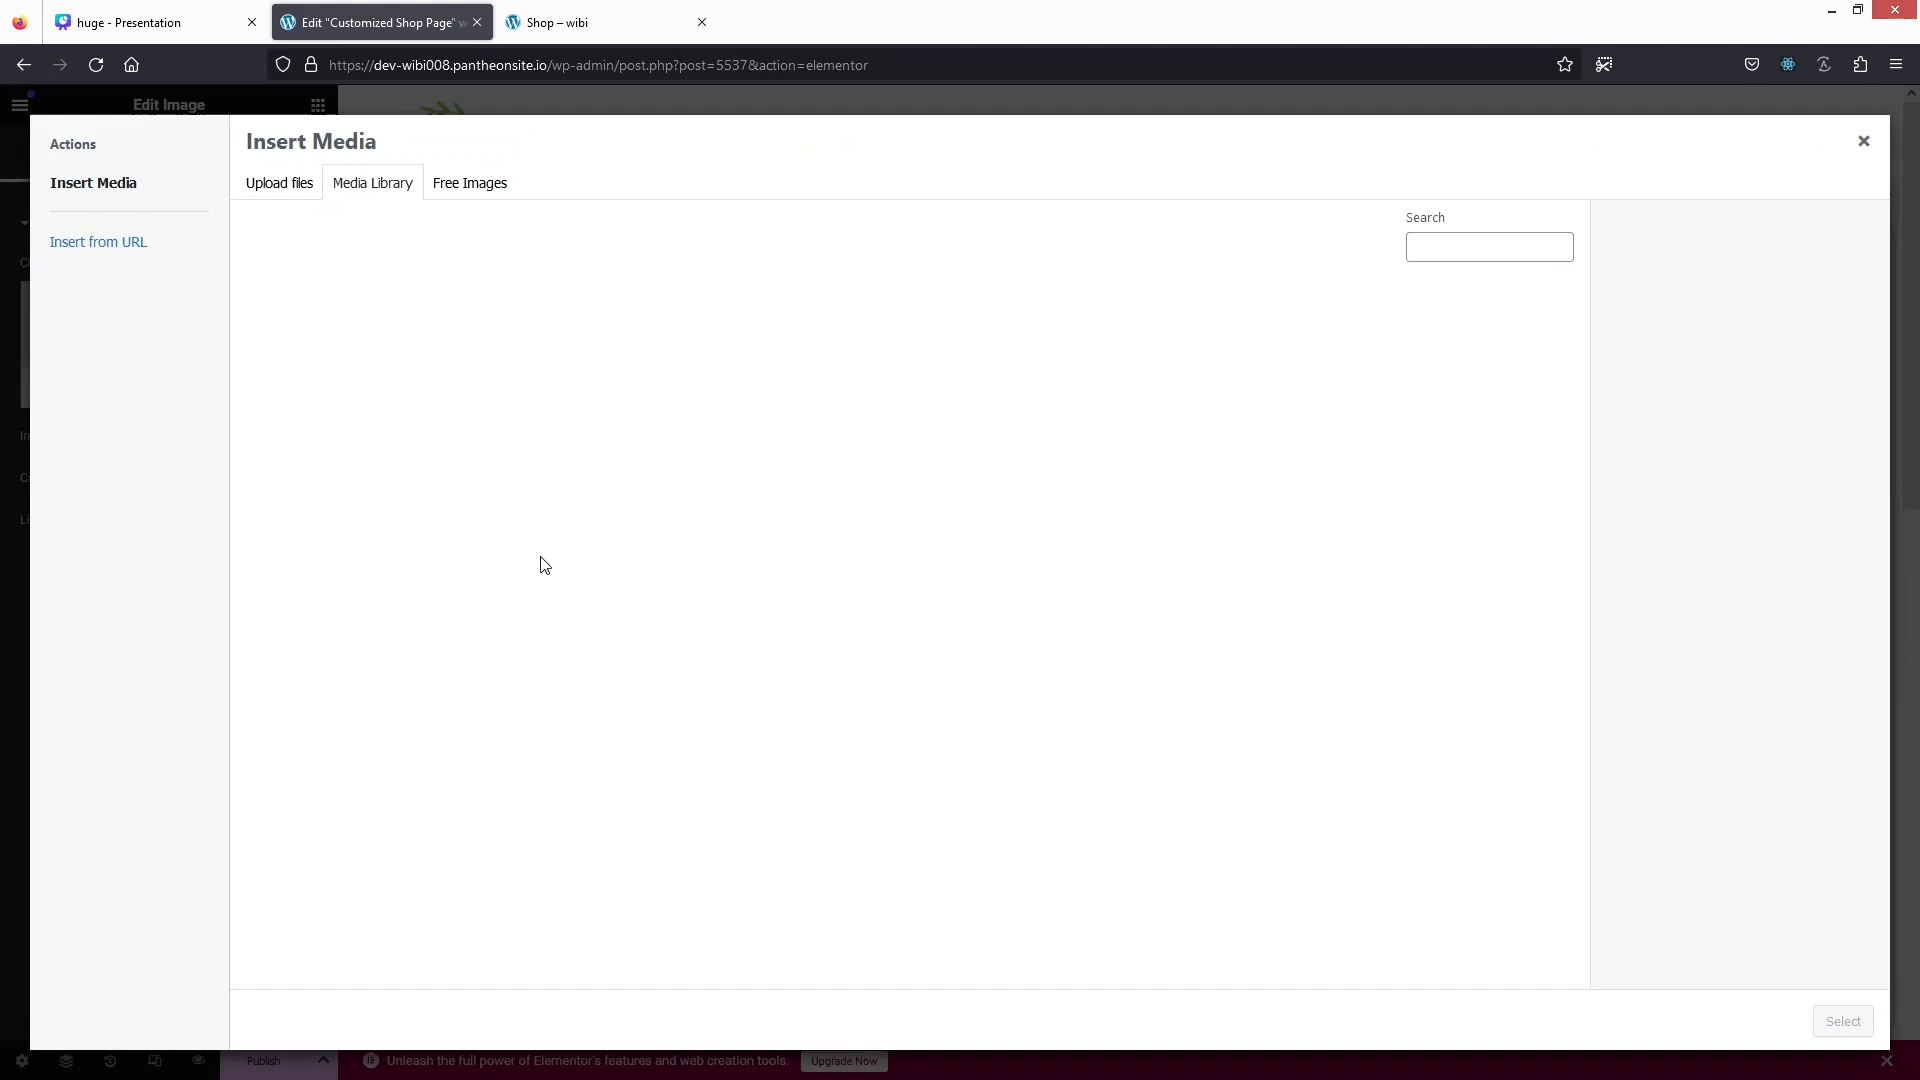 huge - Presentation
Edit "Customized Shop Page" w
Shop – wibi
https://dev-wibi008.pantheonsite.io/wp-admin/post.php?post=5537&action=elementor
Edit Image
Actions
Insert Media
Insert from URL
Insert Media
Upload files
Media Library
Free Images
Search
Select
Publish
Unleash the full power of Elementor's features and web creation tools.
Upgrade Now